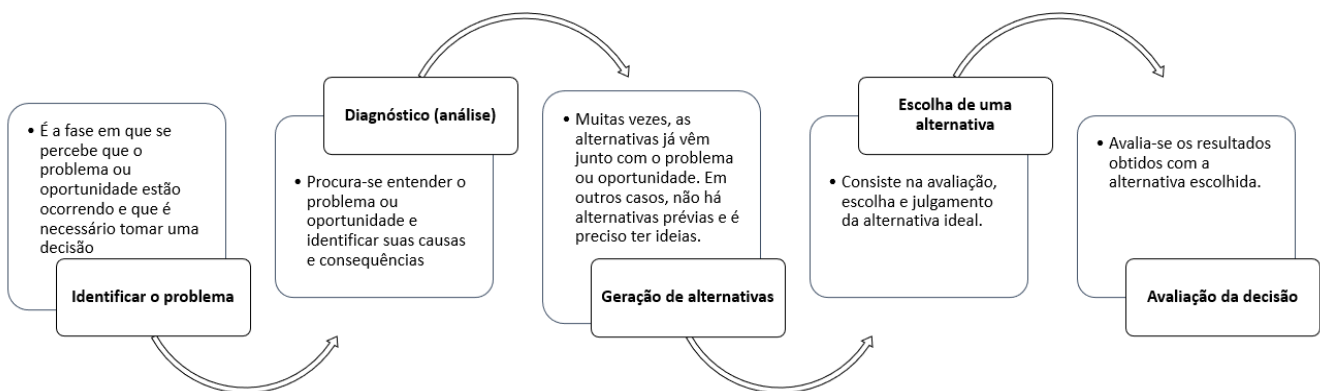 • É a fase em que se
percebe que o
problema ou
oportunidade estão
ocorrendo e que é
necessário tomar uma
decisão
Identificar o problema
Diagnóstico (análise)
• Procura-se entender o
problema ou
oportunidade e
identificar suas causas
e consequências
• Muitas vezes, as
alternativas já vêm
junto com o problema
ou oportunidade. Em
outros casos, não há
alternativas prévias e é
preciso ter ideias.
Geração de alternativas
Escolha de uma
alternativa
• Consiste na avaliação,
escolha e julgamento
da alternativa ideal.
• Avalia-se os resultados
obtidos com a
alternativa escolhida.
Avaliação da decisão